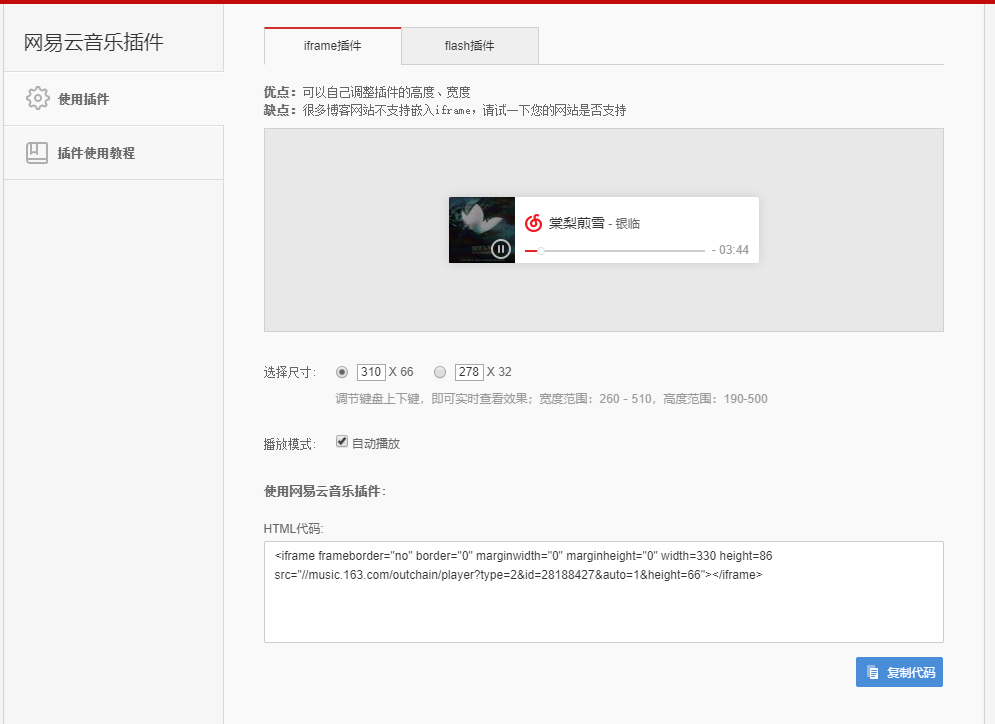 网易云音乐插件
使用插件
插件使用教程
iframe插件
flash插件
优点：可以自己调整插件的高度、宽度
缺点：很多博客网站不支持嵌入iframe，请试一下您的网站是否支持
棠梨煎雪 - 银临
- 03:44
选择尺寸： 310 X 66 278 X 32
调节键盘上下键，即可实时查看效果；宽度范围：260 - 510，高度范围：190-500
播放模式： 自动播放
使用网易云音乐插件：
HTML代码:
<iframe frameborder="no" border="0" marginwidth="0" marginheight="0" width=330 height=86
src="//music.163.com/outchain/player?type=2&id=28188427&auto=1&height=66"></iframe>
复制代码